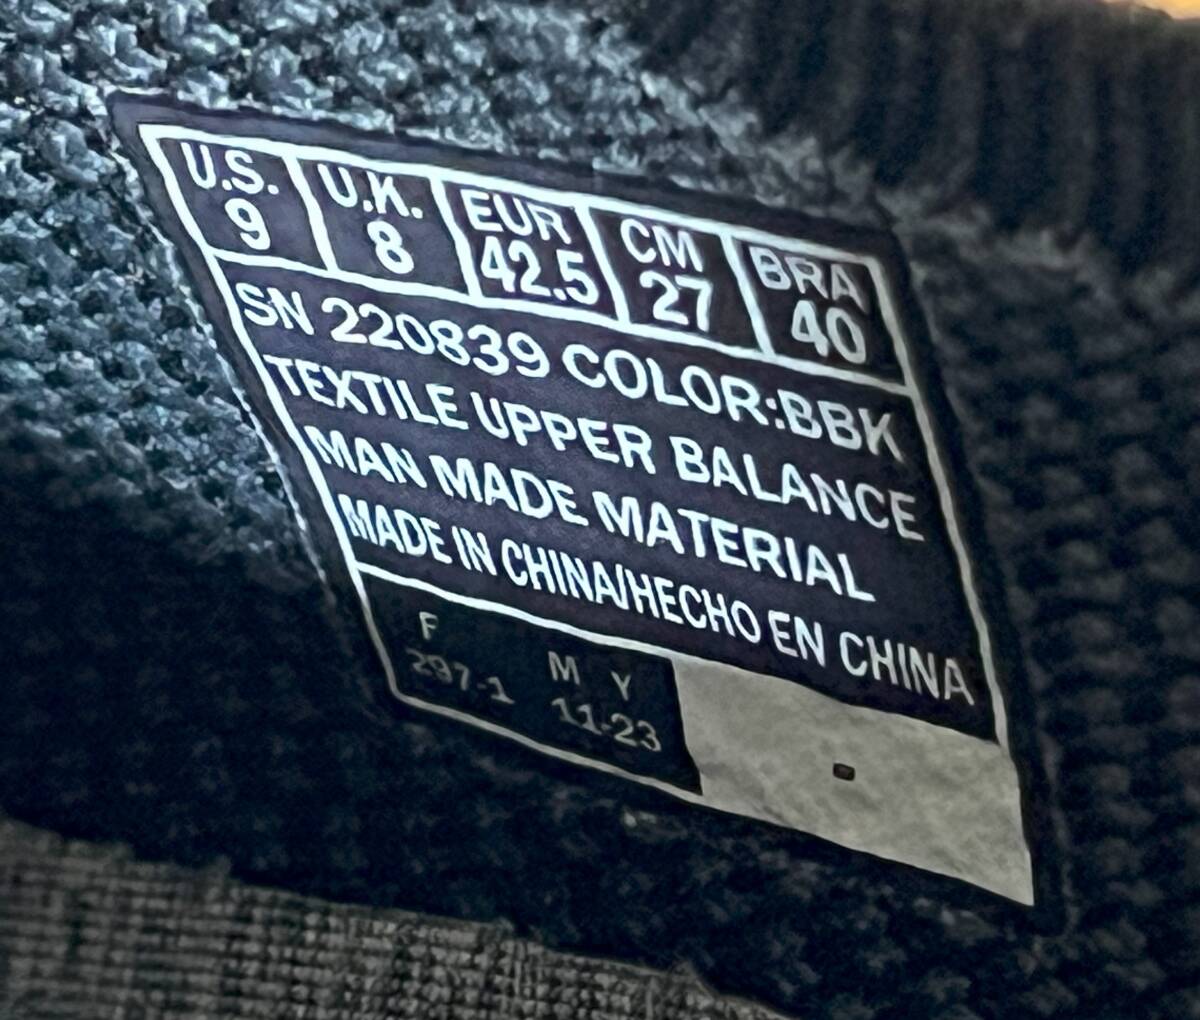 U.S. U.K. EUR CM BRA
9 8 42.5 27 40
SN 220839 COLOR:BBK
TEXTILE UPPER BALANCE
MAN MADE MATERIAL
MADE IN CHINA/HECHO EN CHINA
F M Y
297-1 11-23